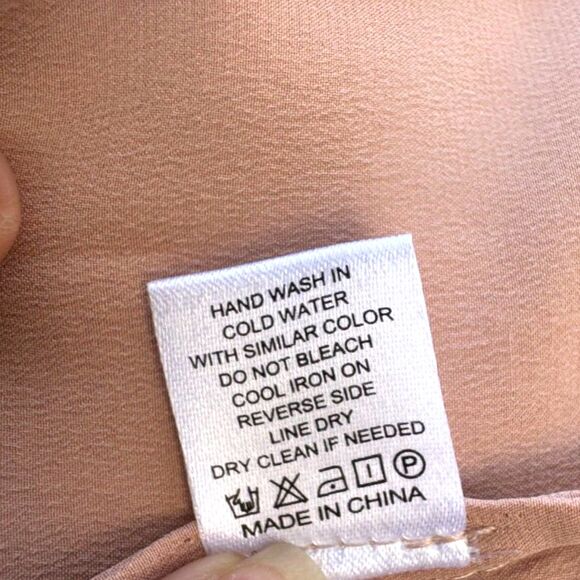 HAND WASH IN
COLD WATER
WITH SIMILAR COLOR
DO NOT BLEACH
COOL IRON ON
REVERSE SIDE
LINE DRY
DRY CLEAN IF NEEDED
P
MADE IN CHINA